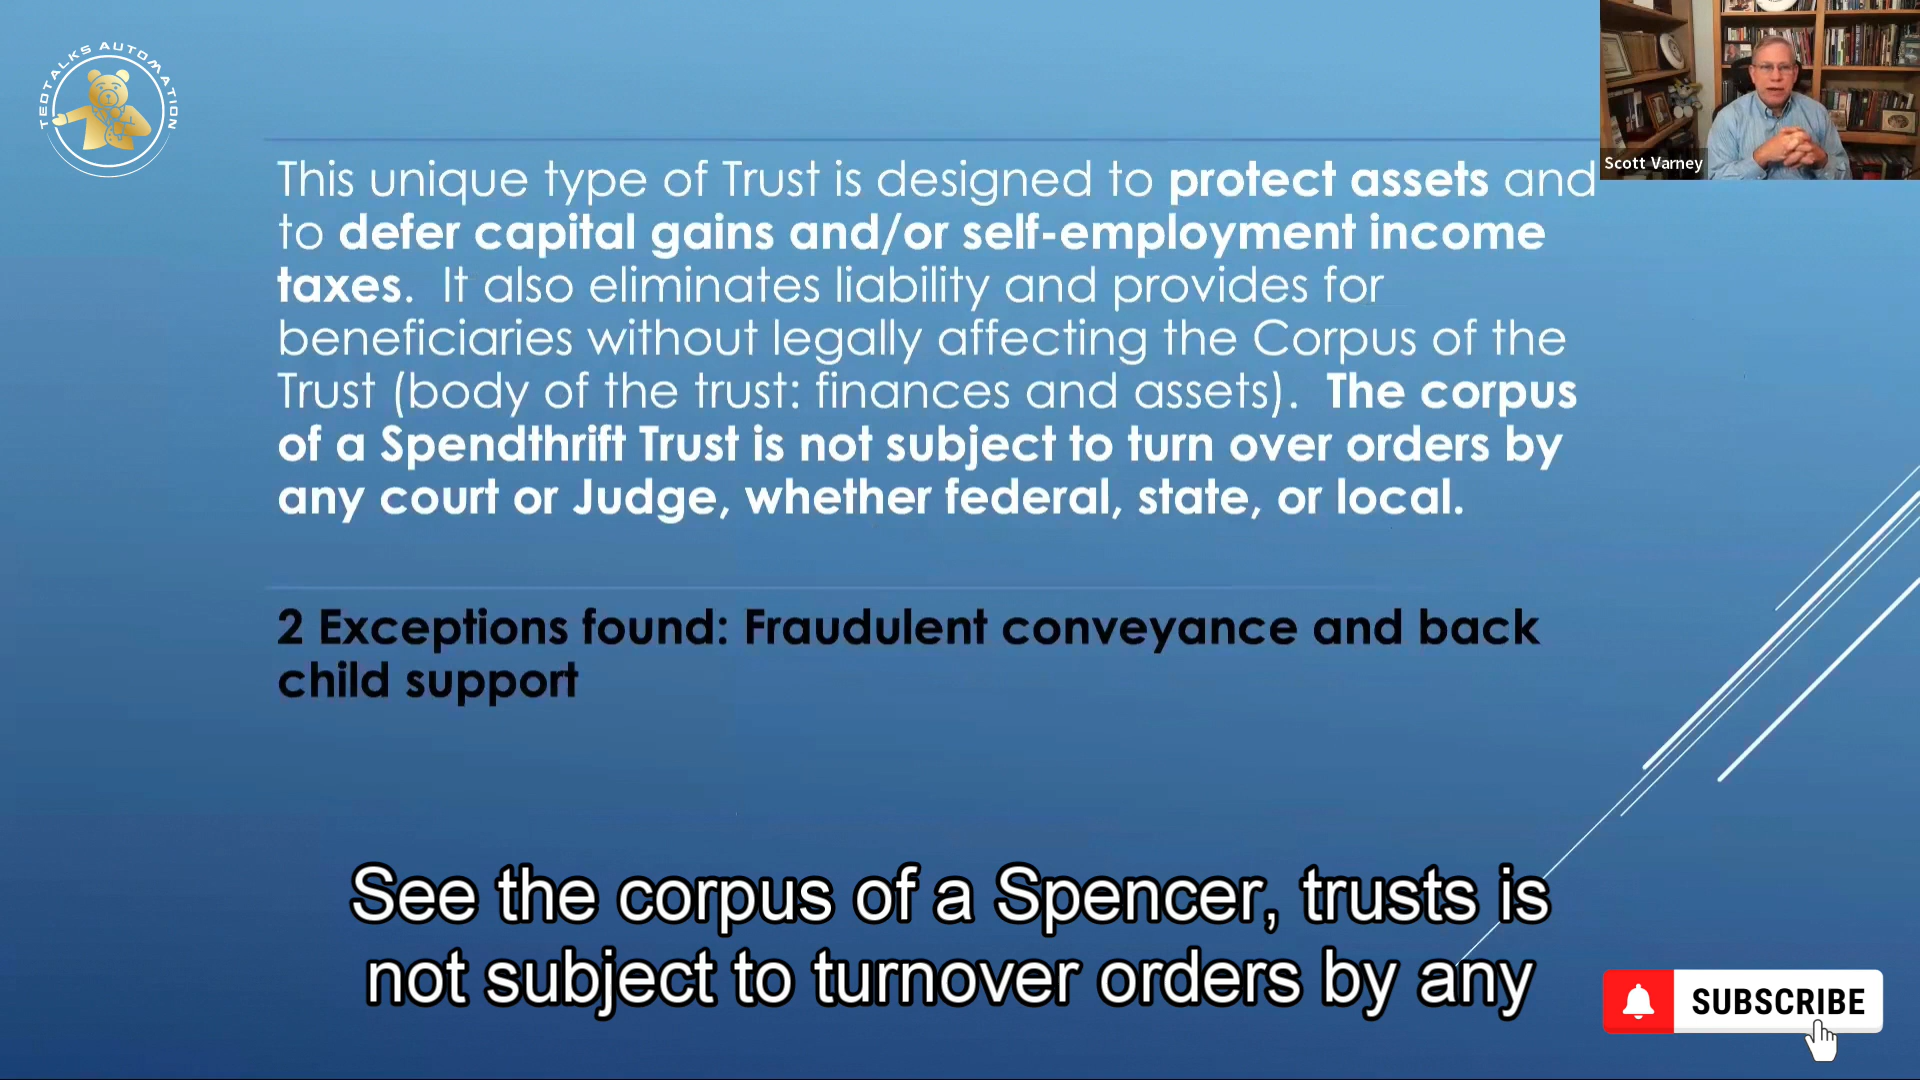 TEDTALKS AUTOMATION
Scott Varney
This unique type of Trust is designed to protect assets and
to defer capital gains and/or self-employment income
taxes.  It also eliminates liability and provides for
beneficiaries without legally affecting the Corpus of the
Trust (body of the trust: finances and assets).  The corpus
of a Spendthrift Trust is not subject to turn over orders by
any court or Judge, whether federal, state, or local.
2 Exceptions found: Fraudulent conveyance and back
child support
See the corpus of a Spencer, trusts is
not subject to turnover orders by any
SUBSCRIBE